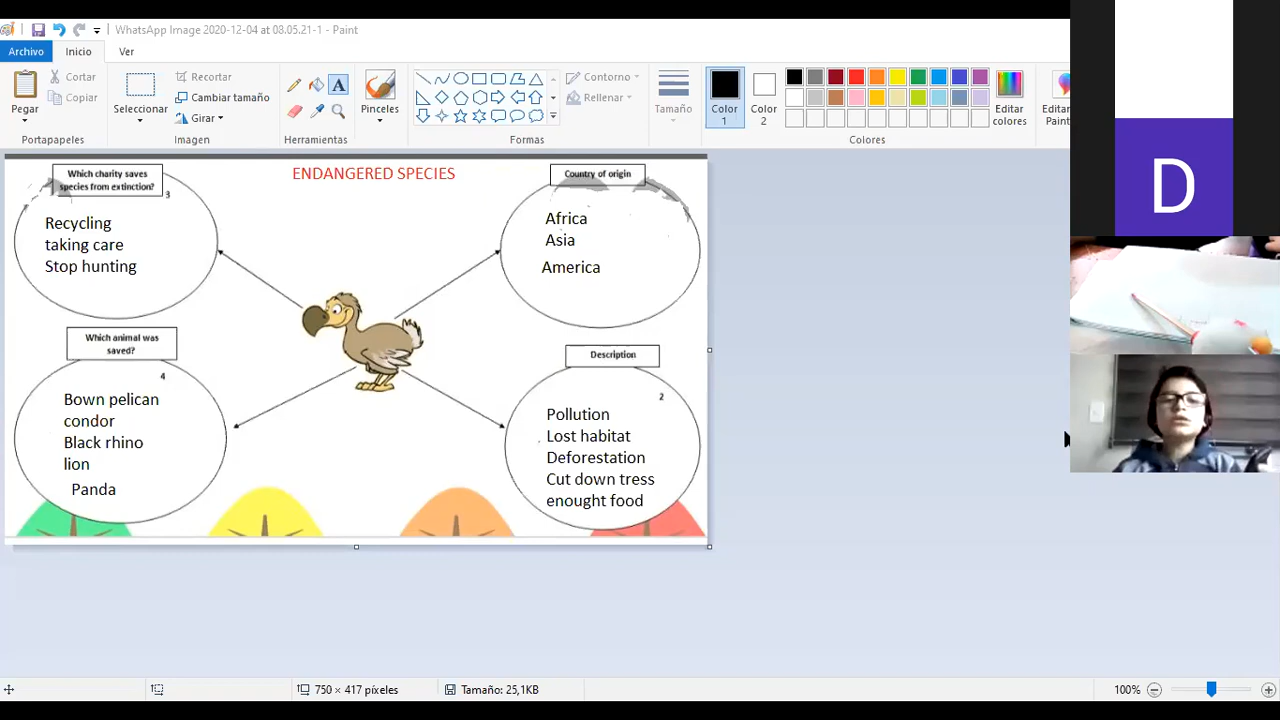 WhatsApp Image 2020-12-04 at 08.05.21-1 - Paint
Archivo
Inicio
Ver
Pegar
Cortar
Copiar
Portapapeles
Seleccionar
Recortar
Cambiar tamaño
Girar
Imagen
Herramientas
Pinceles
Contorno
Rellenar
Formas
Tamaño
Color 1
Color 2
Editar colores
Colores
Editar
Paint
ENDANGERED SPECIES
Which charity saves
species from extinction?
3
Recycling
taking care
Stop hunting
Country of origin
Africa
Asia
America
Which animal was
saved?
4
Bown pelican
condor
Black rhino
lion
Panda
Description
2
Pollution
Lost habitat
Deforestation
Cut down tress
enought food
D
750 × 417 píxeles
Tamaño: 25,1KB
100%